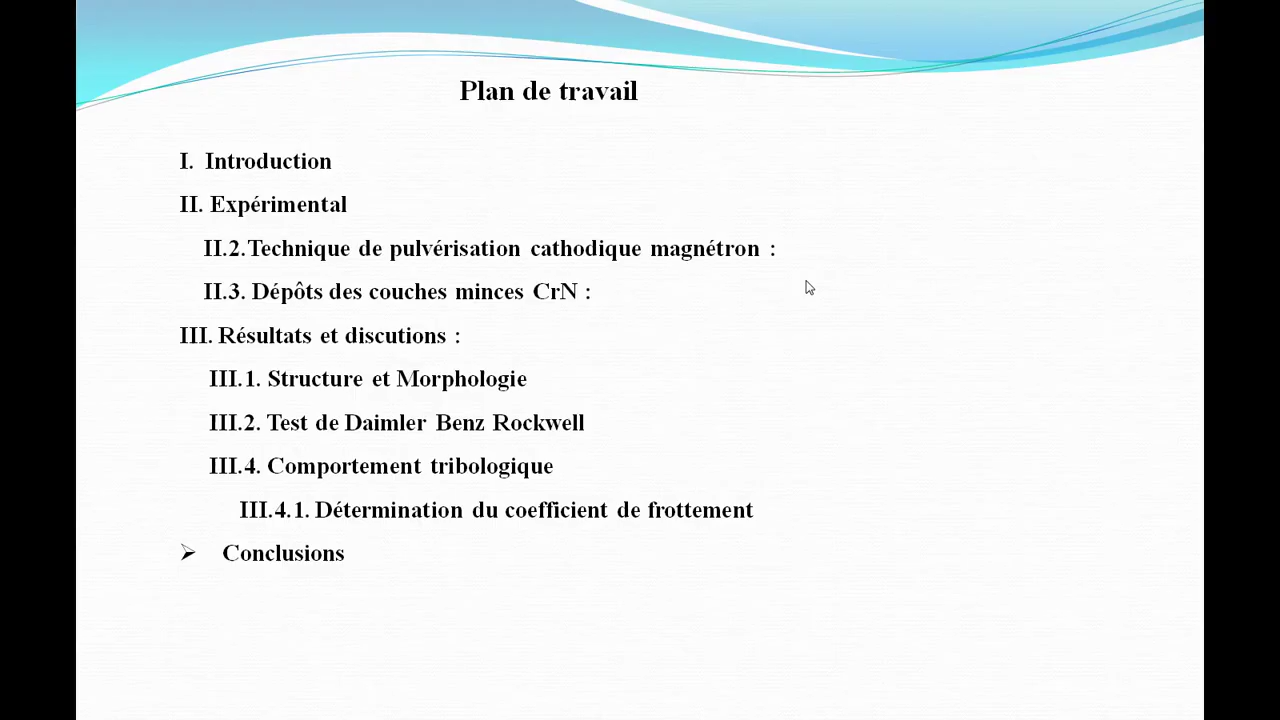 Plan de travail
I. Introduction
II. Expérimental
II.2.Technique de pulvérisation cathodique magnétron :
II.3. Dépôts des couches minces CrN :
III. Résultats et discutions :
III.1. Structure et Morphologie
III.2. Test de Daimler Benz Rockwell
III.4. Comportement tribologique
III.4.1. Détermination du coefficient de frottement
➢ Conclusions